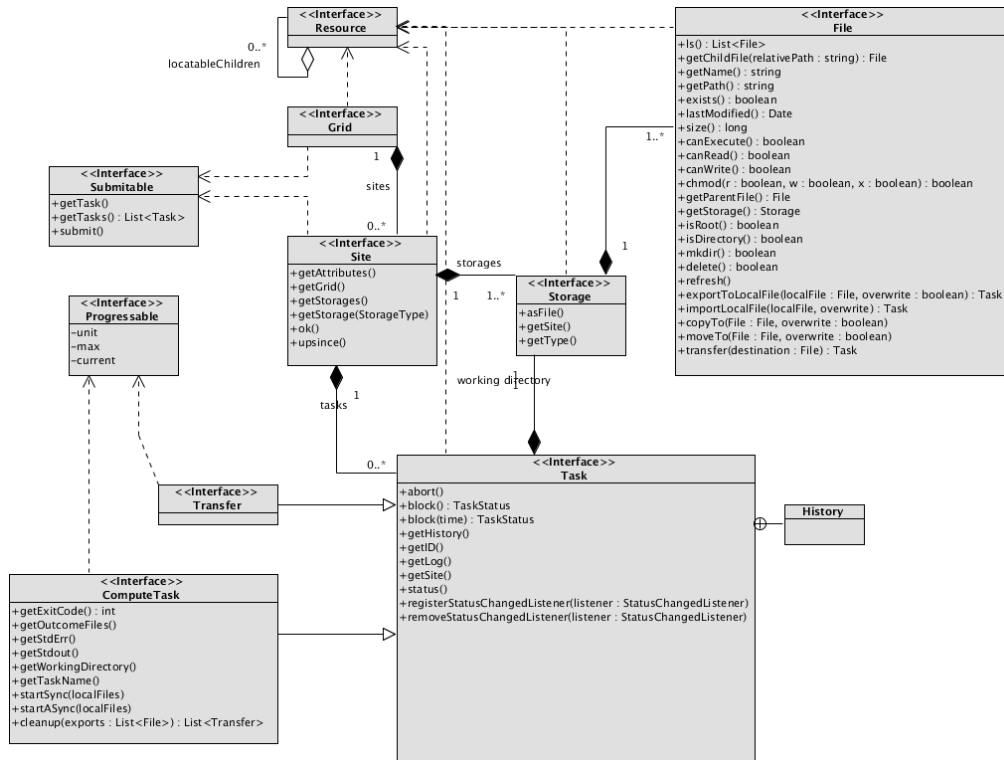 <<Interface>>
Resource
0..*
locatableChildren
<<Interface>>
Grid
1
sites
0..*
<<Interface>>
Submitable
+getTask()
+getTasks() : List<Task>
+submit()
<<Interface>>
Site
+getAttributes()
+getGrid()
+getStorages()
+getStorage(StorageType)
+ok()
+upsince()
storages
1
1..*
<<Interface>>
Storage
+asFile()
+getSite()
+getType()
1
1..*
<<Interface>>
File
+ls() : List<File>
+getChildFile(relativePath : string) : File
+getName() : string
+getPath() : string
+exists() : boolean
+lastModified() : Date
+size() : long
+canExecute() : boolean
+canRead() : boolean
+canWrite() : boolean
+chmod(r : boolean, w : boolean, x : boolean) : boolean
+getParentFile() : File
+getStorage() : Storage
+isRoot() : boolean
+isDirectory() : boolean
+mkdir() : boolean
+delete() : boolean
+refresh()
+exportToLocalFile(localFile : File, overwrite : boolean) : Task
+importLocalFile(localFile, overwrite) : Task
+copyTo(File : File, overwrite : boolean)
+moveTo(File : File, overwrite : boolean)
+transfer(destination : File) : Task
<<Interface>>
Progressable
-unit
-max
-current
tasks
1
0..*
working directory
1
1
<<Interface>>
Transfer
<<Interface>>
Task
+abort()
+block() : TaskStatus
+block(time) : TaskStatus
+getHistory()
+getID()
+getLog()
+getSite()
+status()
+registerStatusChangedListener(listener : StatusChangedListener)
+removeStatusChangedListener(listener : StatusChangedListener)
History
<<Interface>>
ComputeTask
+getExitCode() : int
+getOutcomeFiles()
+getStdErr()
+getStdout()
+getWorkingDirectory()
+getTaskName()
+startSync(localFiles)
+startASync(localFiles)
+cleanup(exports : List<File>) : List<Transfer>